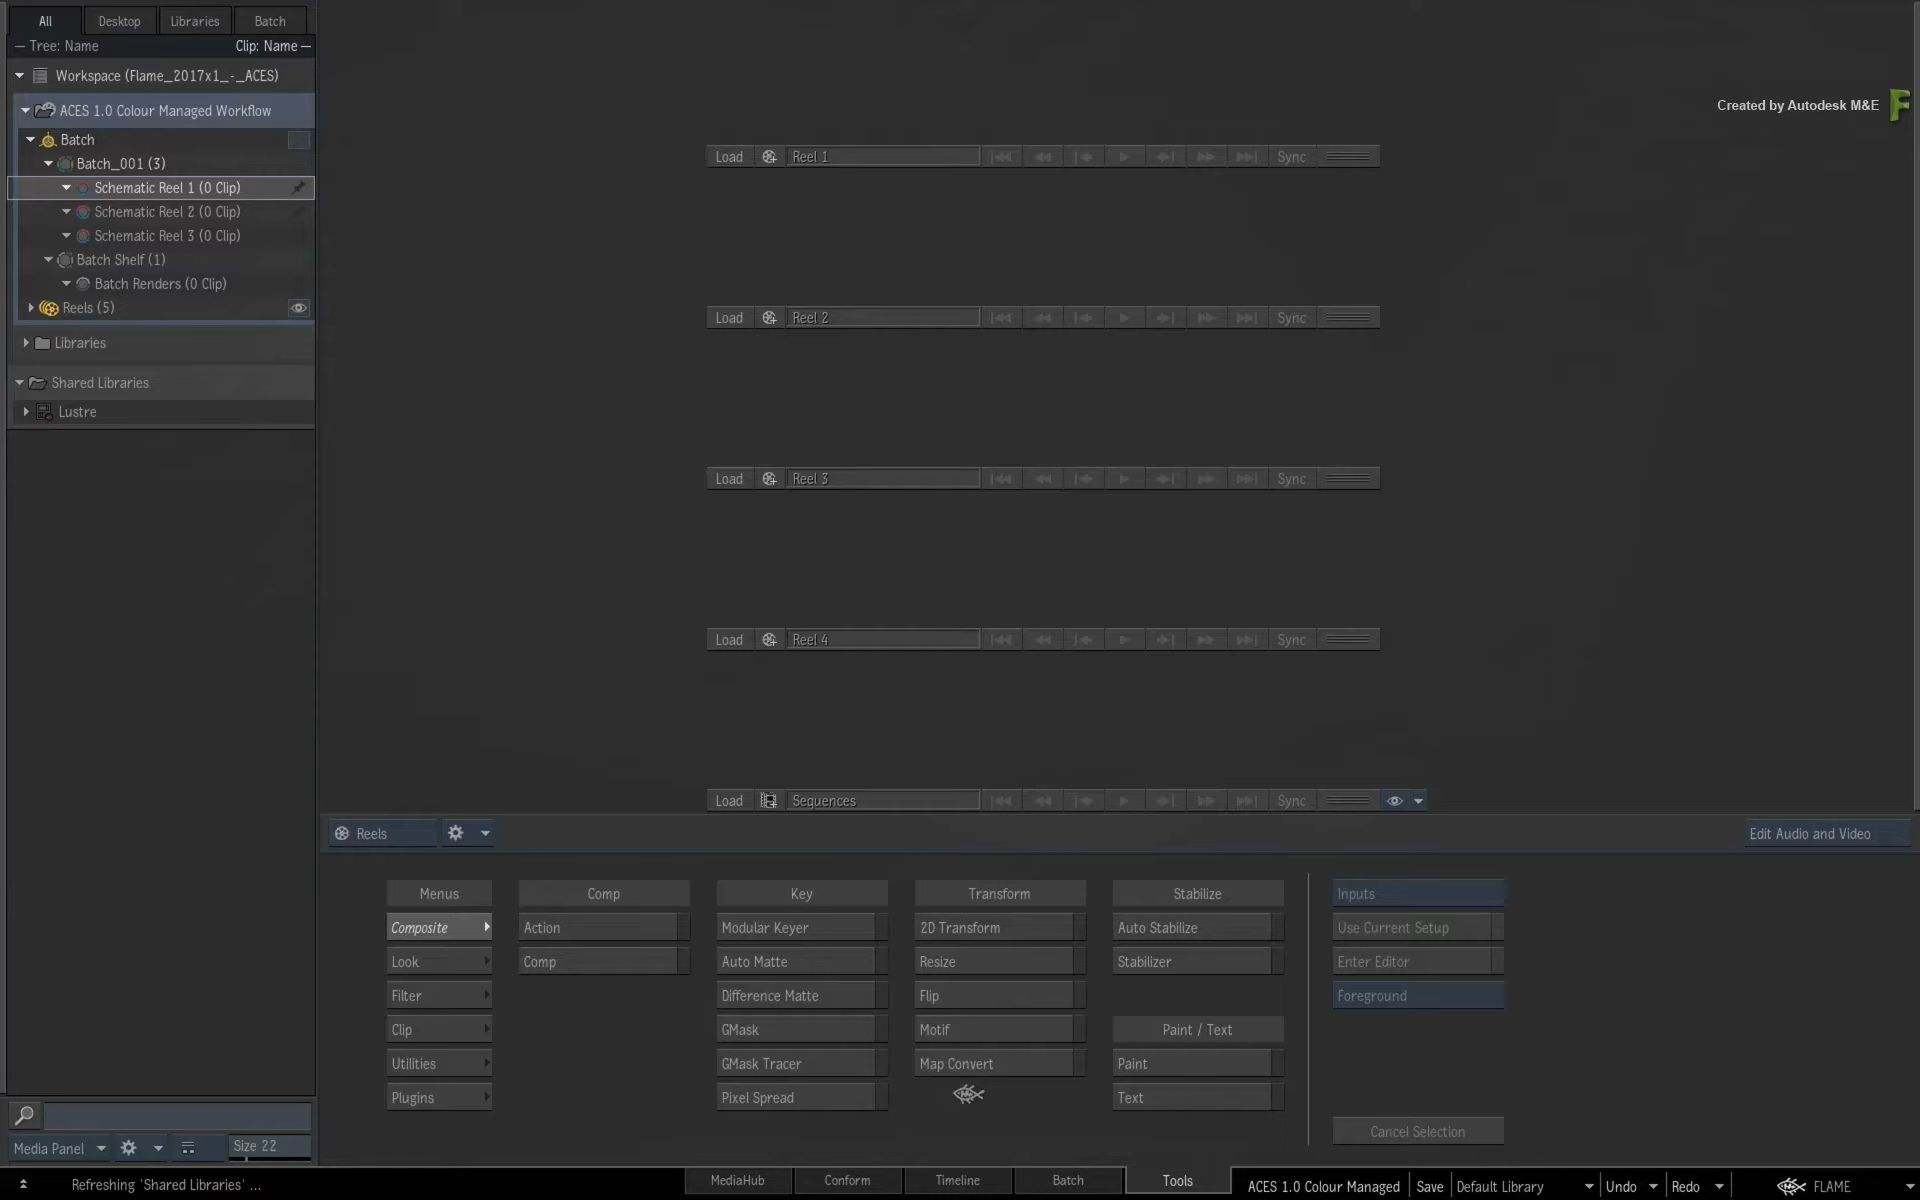 All Desktop Libraries Batch
Tree: Name Clip: Name
Workspace (Flame_2017x1_-_ACES)
ACES 1.0 Colour Managed Workflow
Batch
Batch_001 (3)
Schematic Reel 1 (0 Clip)
Schematic Reel 2 (0 Clip)
Schematic Reel 3 (0 Clip)
Batch Shelf (1)
Batch Renders (0 Clip)
Reels (5)
Libraries
Shared Libraries
Lustre
Created by Autodesk M&E
Load Reel 1 Sync
Load Reel 2 Sync
Load Reel 3 Sync
Load Reel 4 Sync
Load Sequences Sync
Reels
Edit Audio and Video
Menus
Composite
Look
Filter
Clip
Utilities
Plugins
Comp
Action
Comp
Key
Modular Keyer
Auto Matte
Difference Matte
GMask
GMask Tracer
Pixel Spread
Transform
2D Transform
Resize
Flip
Motif
Map Convert
Stabilize
Auto Stabilize
Stabilizer
Paint / Text
Paint
Text
Inputs
Use Current Setup
Enter Editor
Foreground
Cancel Selection
Media Panel Size 22
Refreshing 'Shared Libraries' ...
MediaHub Conform Timeline Batch Tools
ACES 1.0 Colour Managed Save Default Library Undo Redo FLAME